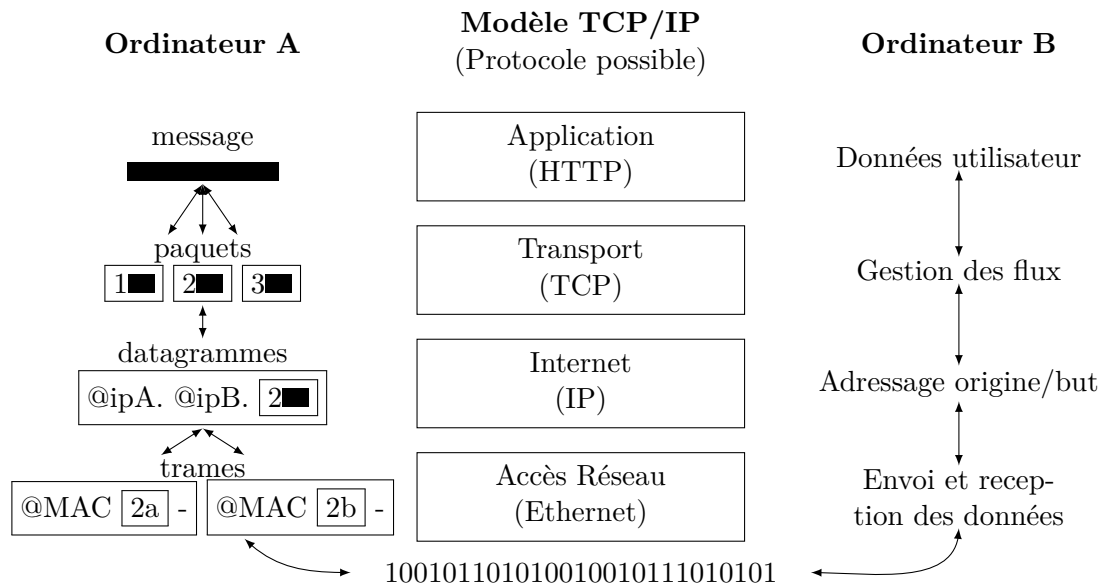 Ordinateur A
Modèle TCP/IP
(Protocole possible)
Ordinateur B
message
Application
(HTTP)
Données utilisateur
paquets
1 2 3
Transport
(TCP)
Gestion des flux
datagrammes
@ipA. @ipB. 2
Internet
(IP)
Adressage origine/but
trames
@MAC 2a - @MAC 2b -
Accès Réseau
(Ethernet)
Envoi et recep-
tion des données
1001011010100100101110101​01